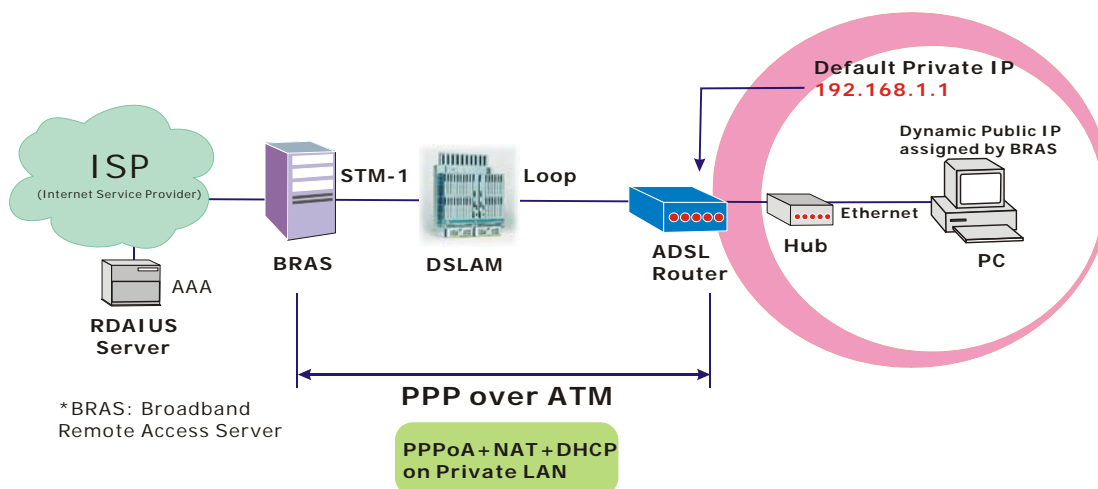 Default Private IP
192.168.1.1
Dynamic Public IP
assigned by BRAS
ISP
(Internet Service Provider)
STM-1
Loop
Ethernet
BRAS
DSLAM
ADSL
Router
Hub
PC
AAA
RDAIUS
Server
PPP over ATM
*BRAS: Broadband
Remote Access Server
PPPoA+NAT+DHCP
on Private LAN